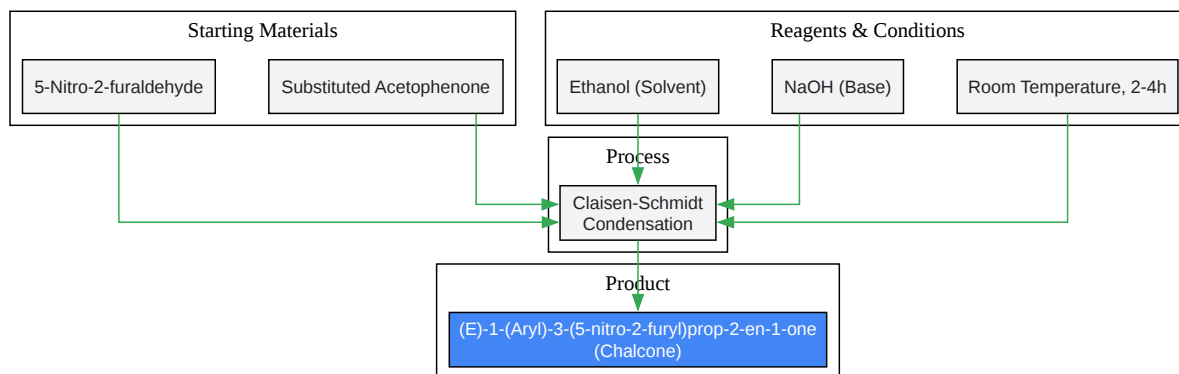 Starting Materials
Reagents & Conditions
5-Nitro-2-furaldehyde
Substituted Acetophenone
Ethanol (Solvent)
NaOH (Base)
Room Temperature, 2-4h
Process
Claisen-Schmidt
Condensation
Product
(E)-1-(Aryl)-3-(5-nitro-2-furyl)prop-2-en-1-one
(Chalcone)